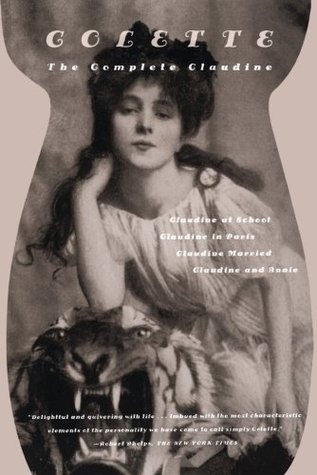 COLETTE
The Complete Claudine
Claudine at School
Claudine in Paris
Claudine Married
Claudine and Annie
"Delightful and quivering with life . . . Imbued with the most characteristic
elements of the personality we have come to call simply Colette."
—Robert Phelps, THE NEW YORK TIMES